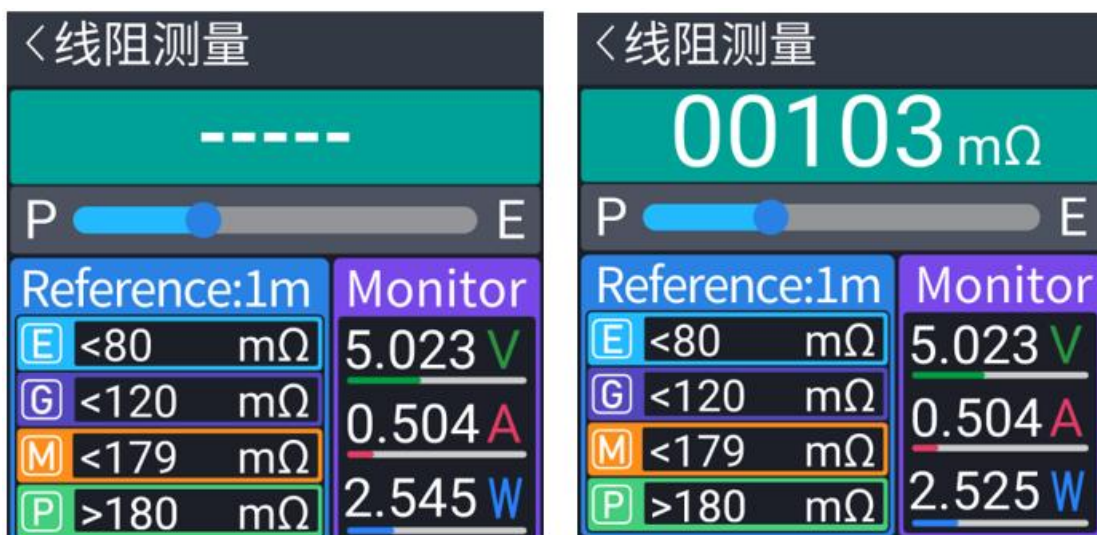 <线阻测量
-----
P E
Reference:1m
E <80 mΩ
G <120 mΩ
M <179 mΩ
P >180 mΩ
Monitor
5.023 V
0.504 A
2.545 W
<线阻测量
00103 mΩ
P E
Reference:1m
E <80 mΩ
G <120 mΩ
M <179 mΩ
P >180 mΩ
Monitor
5.023 V
0.504 A
2.525 W